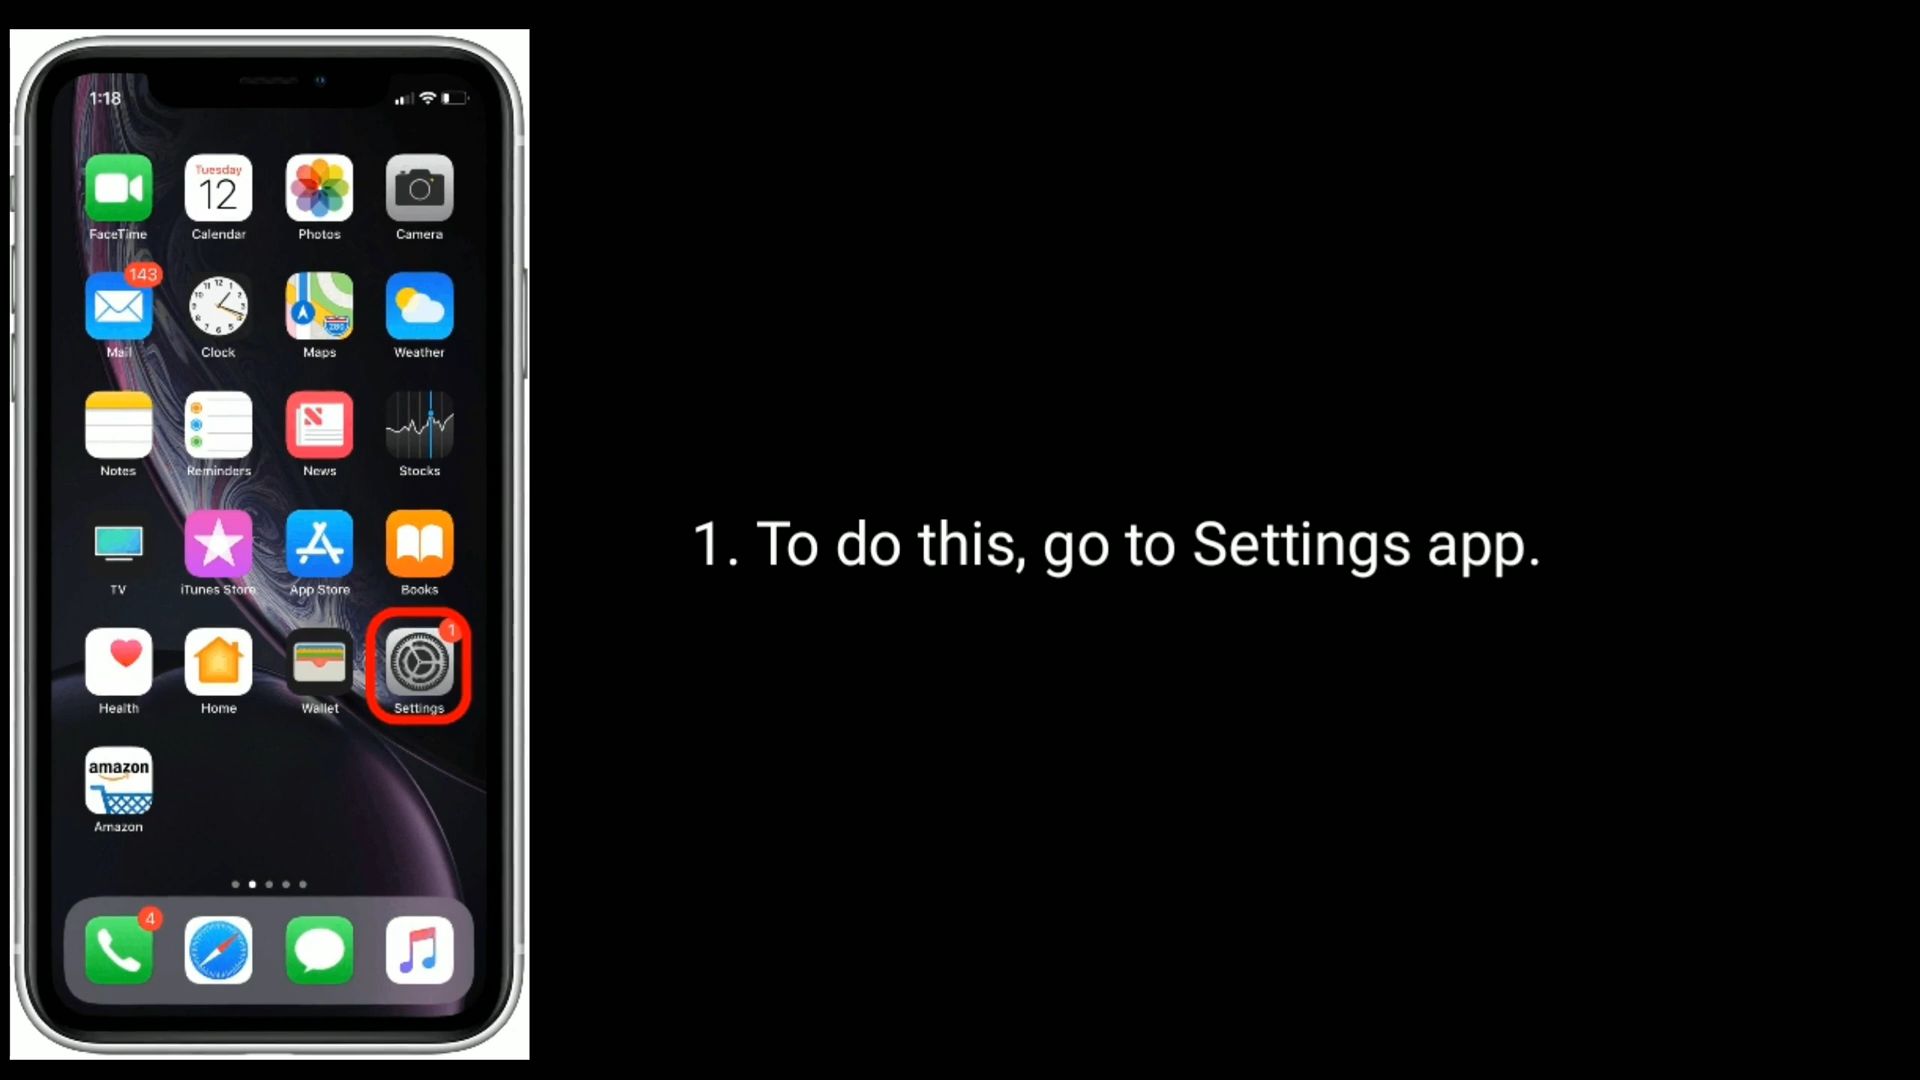 1:18
Tuesday
12
FaceTime
Calendar
Photos
Camera
143
Mail
Clock
Maps
Weather
Notes
Reminders
News
Stocks
TV
iTunes Store
App Store
Books
1
Health
Home
Wallet
Settings
amazon
Amazon
4
1. To do this, go to Settings app.